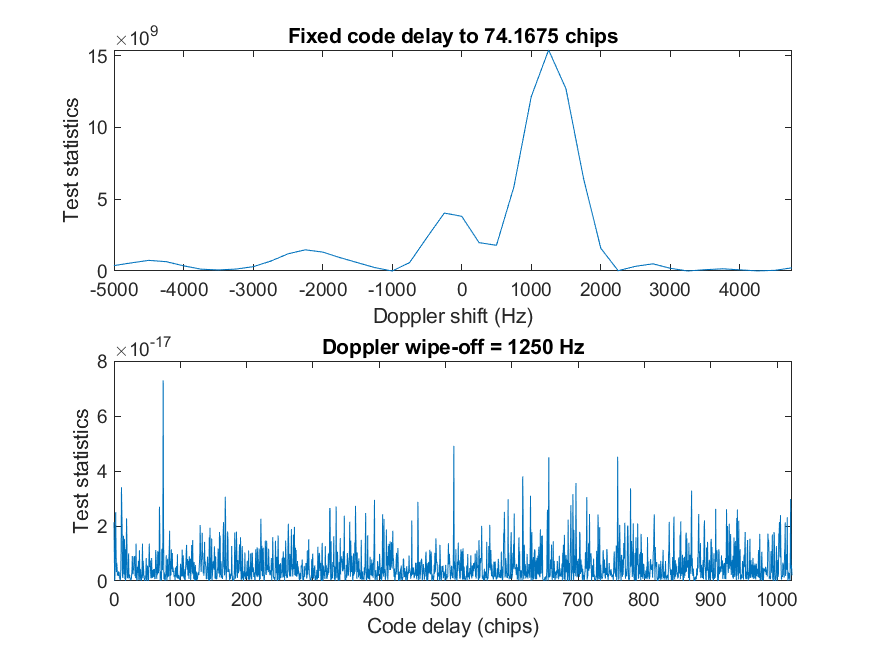 ×10^9
Fixed code delay to 74.1675 chips
15
10
5
0
Test statistics
-5000 -4000 -3000 -2000 -1000 0 1000 2000 3000 4000
Doppler shift (Hz)
×10^-17
Doppler wipe-off = 1250 Hz
8
6
4
2
0
Test statistics
0 100 200 300 400 500 600 700 800 900 1000
Code delay (chips)